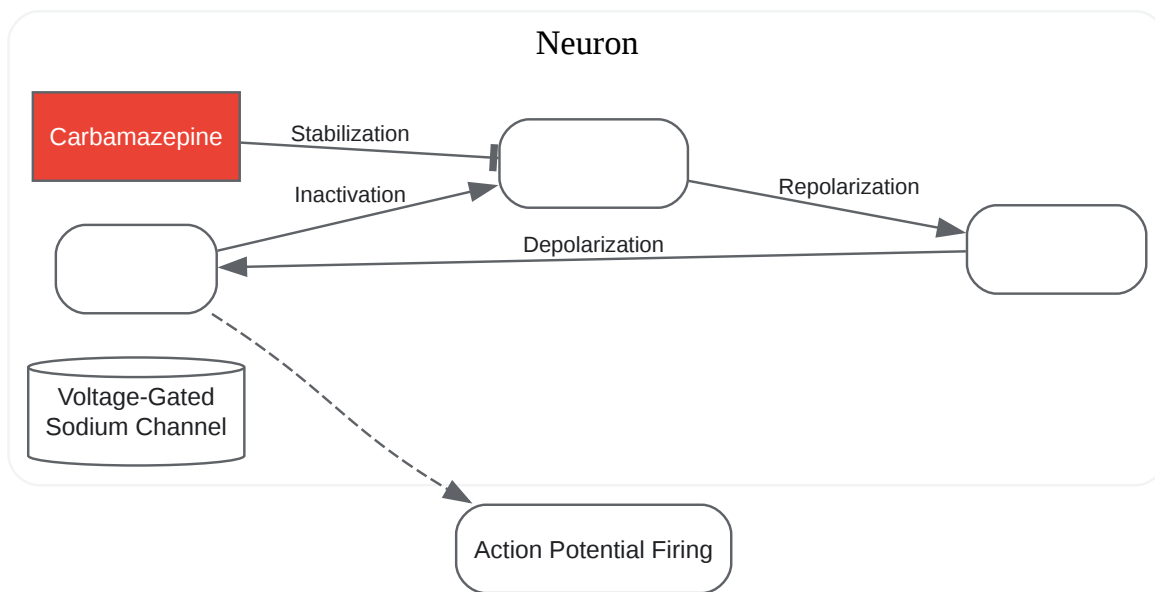 Neuron
Carbamazepine
Stabilization
Inactivation
Repolarization
Depolarization
Voltage-Gated
Sodium Channel
Action Potential Firing